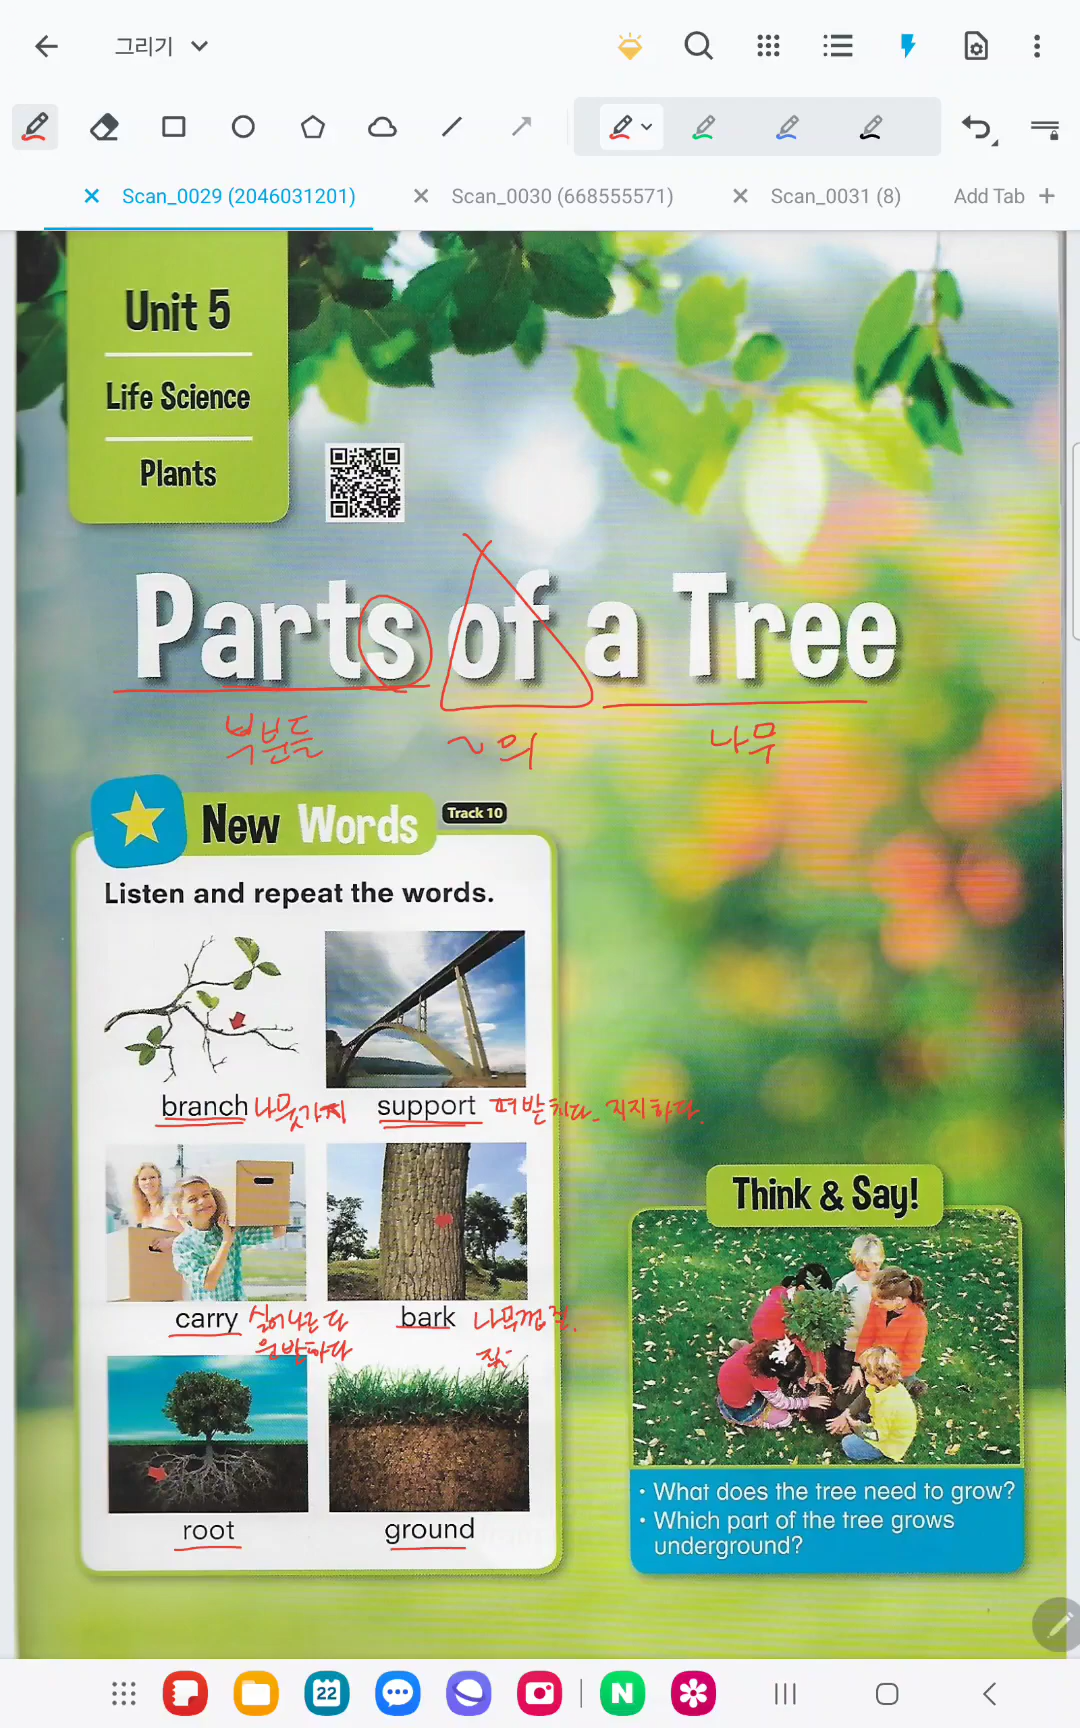 그리기
Scan_0029 (2046031201)
Scan_0030 (668555571)
Scan_0031 (8)
Add Tab
Unit 5
Life Science
Plants
Parts of a Tree
부분들
~의
나무
New Words
Track 10
Listen and repeat the words.
branch 나뭇가지
support 떠받치다. 지지하다.
carry 실어나르다
운반하다
bark 나무껍질.
짖
root
ground
Think & Say!
• What does the tree need to grow?
• Which part of the tree grows
underground?
22
N